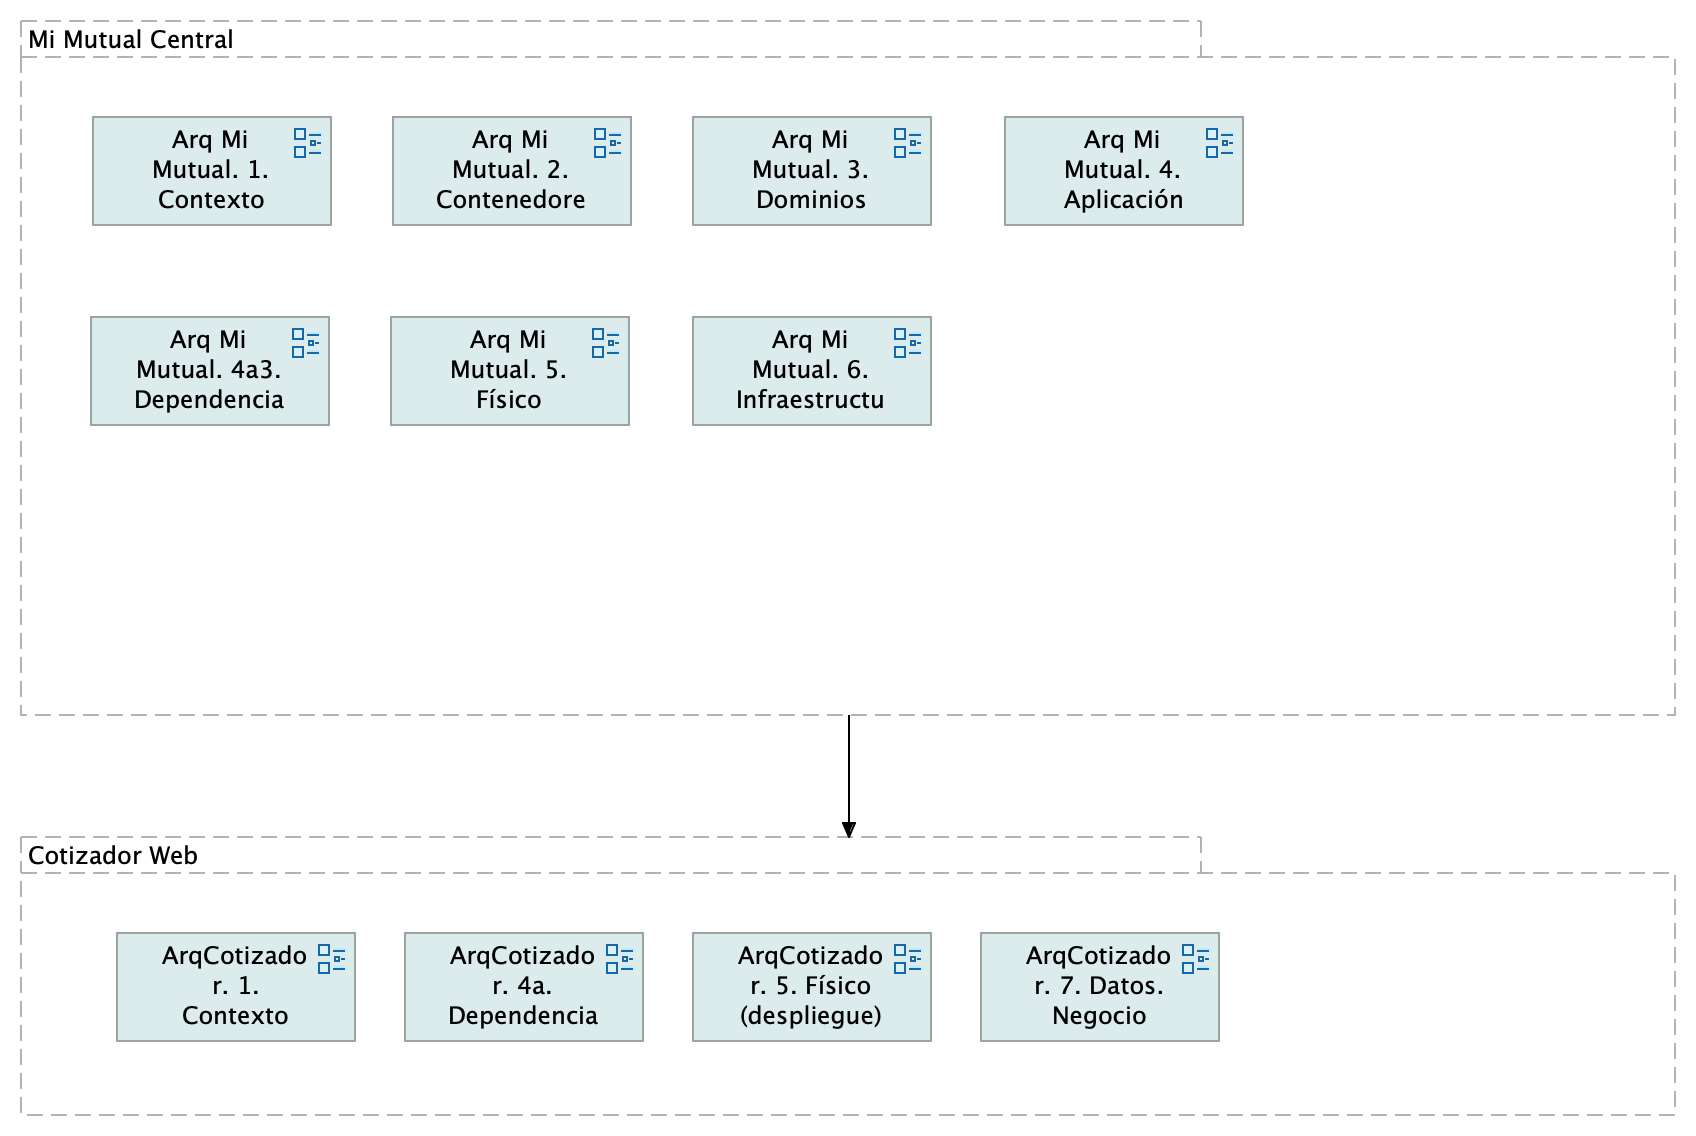 Mi Mutual Central
Arq Mi
Mutual. 1.
Contexto
Arq Mi
Mutual. 2.
Contenedore
Arq Mi
Mutual. 3.
Dominios
Arq Mi
Mutual. 4.
Aplicación
Arq Mi
Mutual. 4a3.
Dependencia
Arq Mi
Mutual. 5.
Físico
Arq Mi
Mutual. 6.
Infraestructu
Cotizador Web
ArqCotizado
r. 1.
Contexto
ArqCotizado
r. 4a.
Dependencia
ArqCotizado
r. 5. Físico
(despliegue)
ArqCotizado
r. 7. Datos.
Negocio